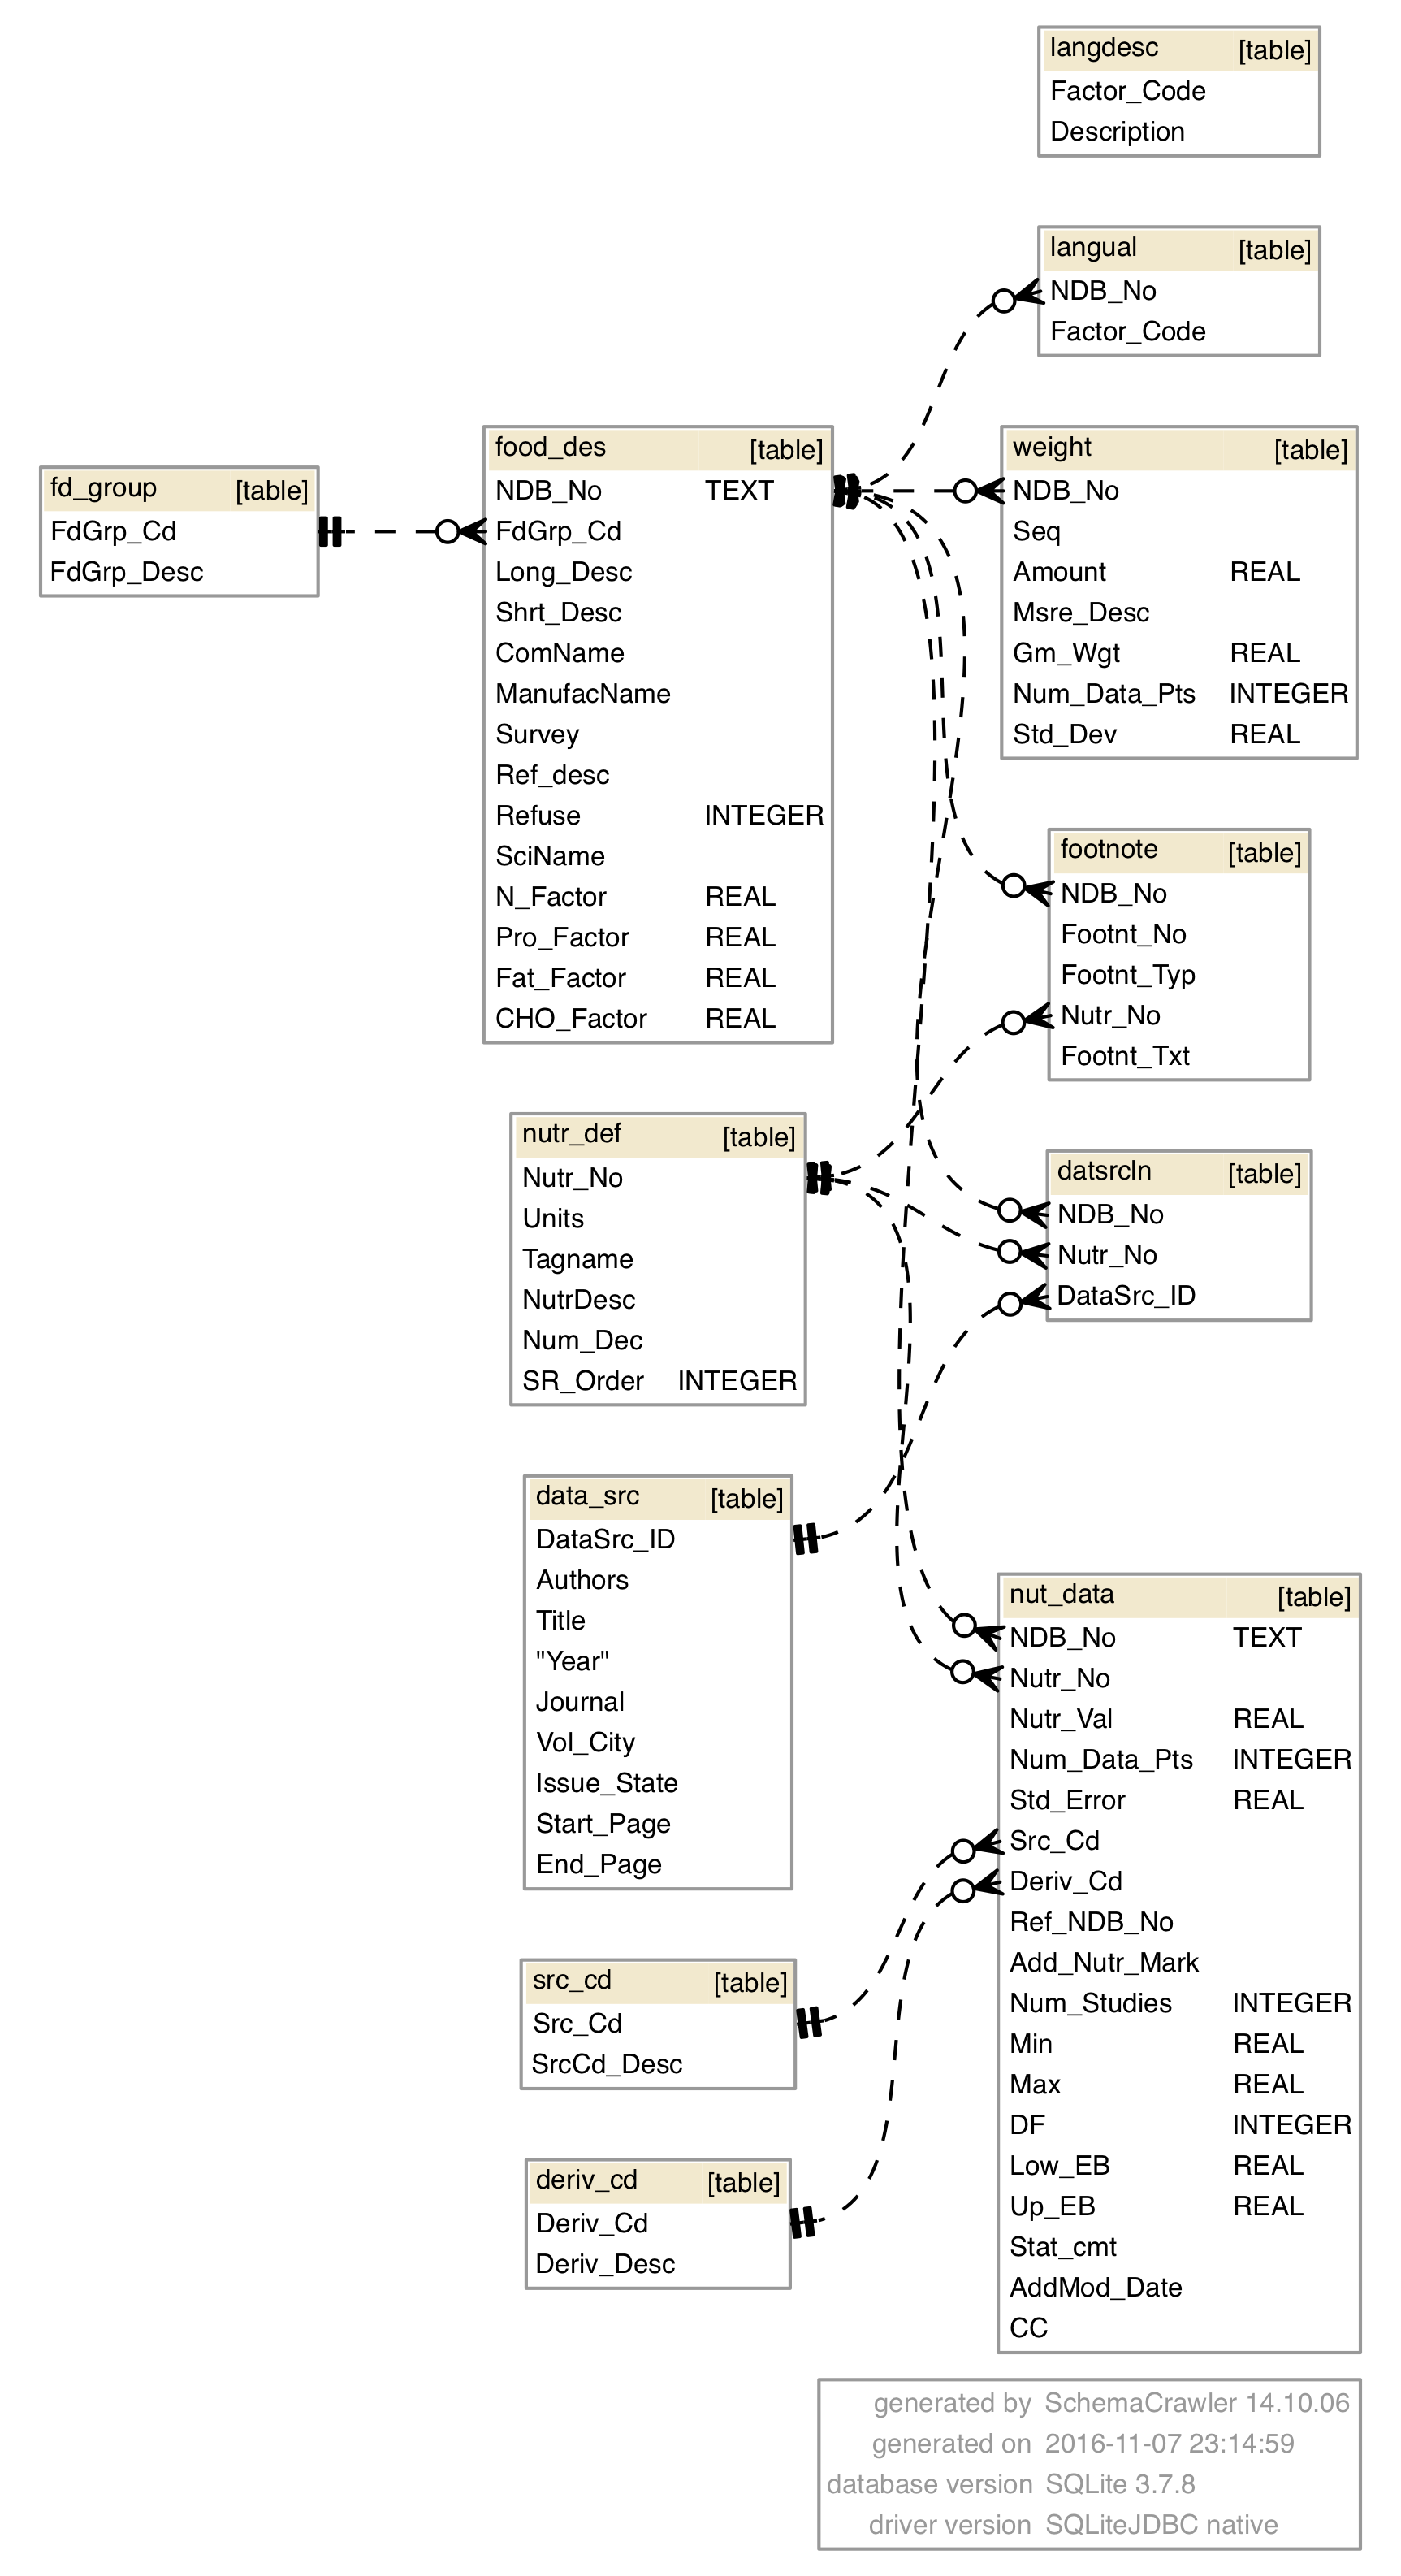 langdesc [table]
Factor_Code
Description
langual [table]
NDB_No
Factor_Code
fd_group [table]
FdGrp_Cd
FdGrp_Desc
food_des [table]
NDB_No TEXT
FdGrp_Cd
Long_Desc
Shrt_Desc
ComName
ManufacName
Survey
Ref_desc
Refuse INTEGER
SciName
N_Factor REAL
Pro_Factor REAL
Fat_Factor REAL
CHO_Factor REAL
weight [table]
NDB_No
Seq
Amount REAL
Msre_Desc
Gm_Wgt REAL
Num_Data_Pts INTEGER
Std_Dev REAL
footnote [table]
NDB_No
Footnt_No
Footnt_Typ
Nutr_No
Footnt_Txt
nutr_def [table]
Nutr_No
Units
Tagname
NutrDesc
Num_Dec
SR_Order INTEGER
datsrcln [table]
NDB_No
Nutr_No
DataSrc_ID
data_src [table]
DataSrc_ID
Authors
Title
"Year"
Journal
Vol_City
Issue_State
Start_Page
End_Page
nut_data [table]
NDB_No TEXT
Nutr_No
Nutr_Val REAL
Num_Data_Pts INTEGER
Std_Error REAL
Src_Cd
Deriv_Cd
Ref_NDB_No
Add_Nutr_Mark
Num_Studies INTEGER
Min REAL
Max REAL
DF INTEGER
Low_EB REAL
Up_EB REAL
Stat_cmt
AddMod_Date
CC
src_cd [table]
Src_Cd
SrcCd_Desc
deriv_cd [table]
Deriv_Cd
Deriv_Desc
generated by SchemaCrawler 14.10.06
generated on 2016-11-07 23:14:59
database version SQLite 3.7.8
driver version SQLiteJDBC native